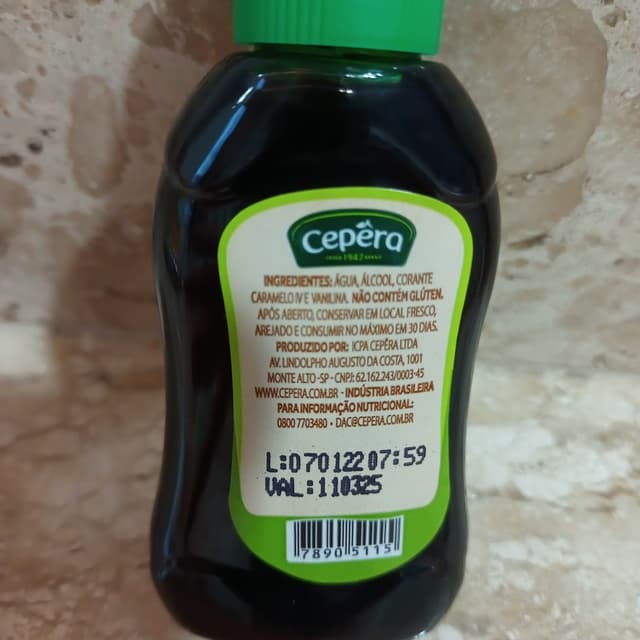 Cepêra
DESDE 1947 BRASIL
INGREDIENTES: ÁGUA, ÁLCOOL, CORANTE
CARAMELO IV E VANILINA. NÃO CONTÉM GLÚTEN.
APÓS ABERTO, CONSERVAR EM LOCAL FRESCO,
AREJADO E CONSUMIR NO MÁXIMO EM 30 DIAS.
PRODUZIDO POR: ICPA CEPÊRA LTDA
AV. LINDOLPHO AUGUSTO DA COSTA, 1001
MONTE ALTO -SP - CNPJ: 62.162.243/0003-45
WWW.CEPERA.COM.BR - INDÚSTRIA BRASILEIRA
PARA INFORMAÇÃO NUTRICIONAL:
0800 7703480 • DAC@CEPERA.COM.BR
L:070122 07:59
VAL:110325
7890 5115